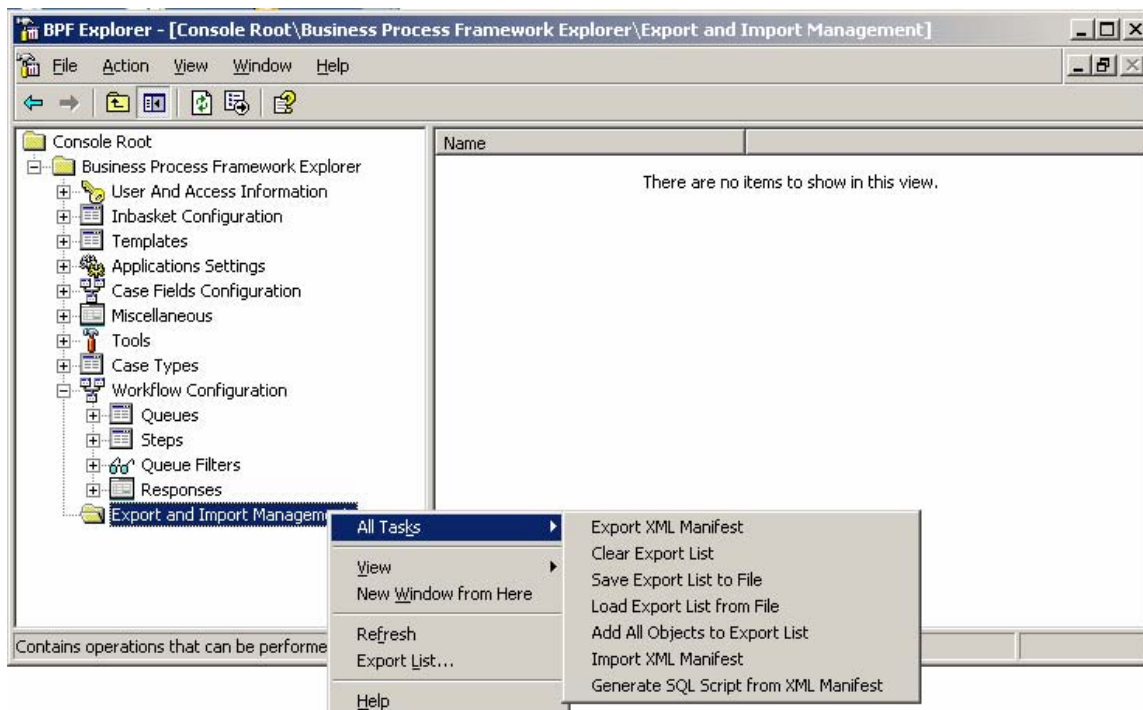 BPF Explorer - [Console Root\Business Process Framework Explorer\Export and Import Management]
File Action View Window Help
Console Root
Business Process Framework Explorer
User And Access Information
Inbasket Configuration
Templates
Applications Settings
Case Fields Configuration
Miscellaneous
Tools
Case Types
Workflow Configuration
Queues
Steps
Queue Filters
Responses
Export and Import Managem
Name
There are no items to show in this view.
All Tasks
View
New Window from Here
Refresh
Export List...
Help
Export XML Manifest
Clear Export List
Save Export List to File
Load Export List from File
Add All Objects to Export List
Import XML Manifest
Generate SQL Script from XML Manifest
Contains operations that can be performe